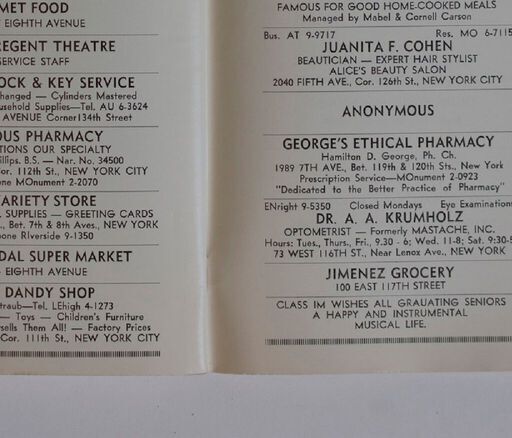 MET FOOD
EIGHTH AVENUE
REGENT THEATRE
SERVICE STAFF
OCK & KEY SERVICE
hanged — Cylinders Mastered
usehold Supplies—Tel. AU 6-3624
AVENUE Corner134th Street
OUS PHARMACY
TIONS OUR SPECIALTY
llips. B.S. — Nar. No. 34500
or. 112th St., NEW YORK CITY
one MOnument 2-2070
VARIETY STORE
L SUPPLIES — GREETING CARDS
., Bet. 7th & 8th Aves., NEW YORK
one RIverside 9-1350
DAL SUPER MARKET
EIGHTH AVENUE
DANDY SHOP
traub—Tel. LEhigh 4-1273
— Toys — Children's Furniture
rsells Them All! — Factory Prices
Cor. 111th St., NEW YORK CITY
FAMOUS FOR GOOD HOME-COOKED MEALS
Managed by Mabel & Cornell Carson
Bus. AT 9-9717 Res. MO 6-7115
JUANITA F. COHEN
BEAUTICIAN — EXPERT HAIR STYLIST
ALICE'S BEAUTY SALON
2040 FIFTH AVE., Cor. 126th St., NEW YORK CITY
ANONYMOUS
GEORGE'S ETHICAL PHARMACY
Hamilton D. George, Ph. Ch.
1989 7TH AVE., Bet. 119th & 120th Sts., New York
Prescription Service—MOnument 2-0923
"Dedicated to the Better Practice of Pharmacy"
ENright 9-5350 Closed Mondays Eye Examinations
DR. A. A. KRUMHOLZ
OPTOMETRIST — Formerly MASTACHE, INC.
Hours: Tues., Thurs., Fri., 9.30 - 6; Wed. 11-8; Sat. 9:30-5
73 WEST 116TH ST., Near Lenox Ave., NEW YORK
JIMENEZ GROCERY
100 EAST 117TH STREET
CLASS IM WISHES ALL GRAUATING SENIORS
A HAPPY AND INSTRUMENTAL
MUSICAL LIFE.